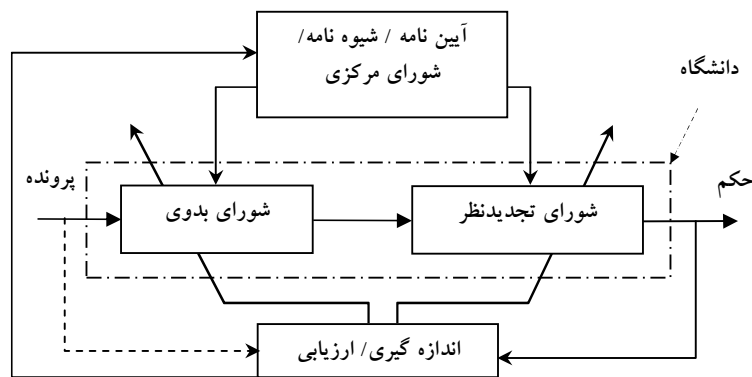 آیین نامه / شیوه نامه/
شورای مرکزی
دانشگاه
پرونده
شورای بدوی
شورای تجدیدنظر
حکم
اندازه گیری/ ارزیابی